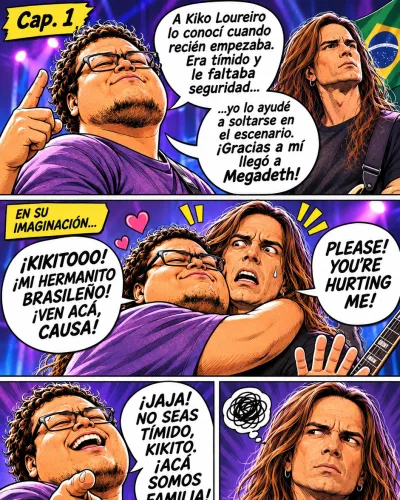 Cap. 1
A Kiko Loureiro
lo conocí cuando
recién empezaba.
Era tímido y
le faltaba
seguridad...
...yo lo ayudé
a soltarse en
el escenario.
¡Gracias a mí
llegó a
Megadeth!
EN SU
IMAGINACIÓN...
¡KIKITOOO!
¡MI HERMANITO
BRASILEÑO!
¡VEN ACÁ,
CAUSA!
PLEASE!
YOU'RE
HURTING
ME!
¡JAJA!
NO SEAS
TÍMIDO,
KIKITO.
¡ACÁ
SOMOS
FAMILIA!